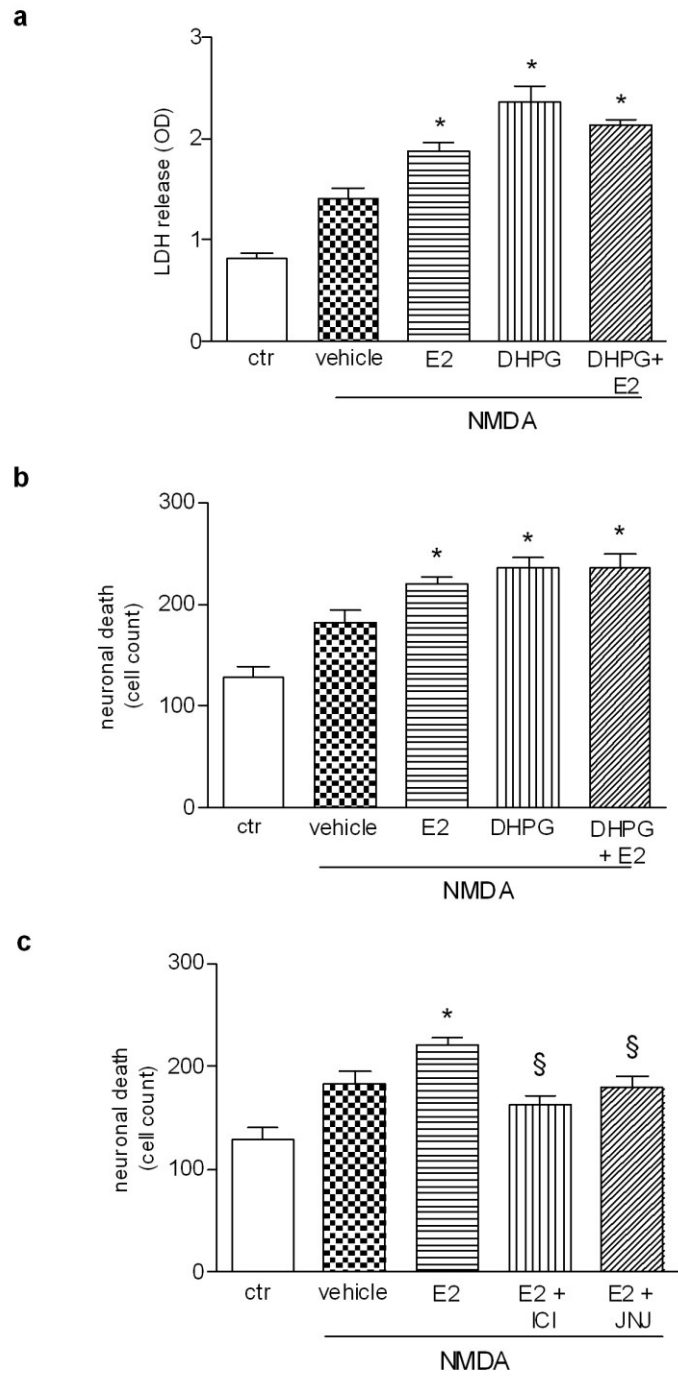 a
3
2
1
0
LDH release (OD)
*
*
*
ctr
vehicle
E2
DHPG
DHPG+
E2
NMDA
b
300
200
100
0
neuronal death
(cell count)
*
*
*
ctr
vehicle
E2
DHPG
DHPG
+ E2
NMDA
c
300
200
100
0
neuronal death
(cell count)
*
§
§
ctr
vehicle
E2
E2 +
ICI
E2 +
JNJ
NMDA